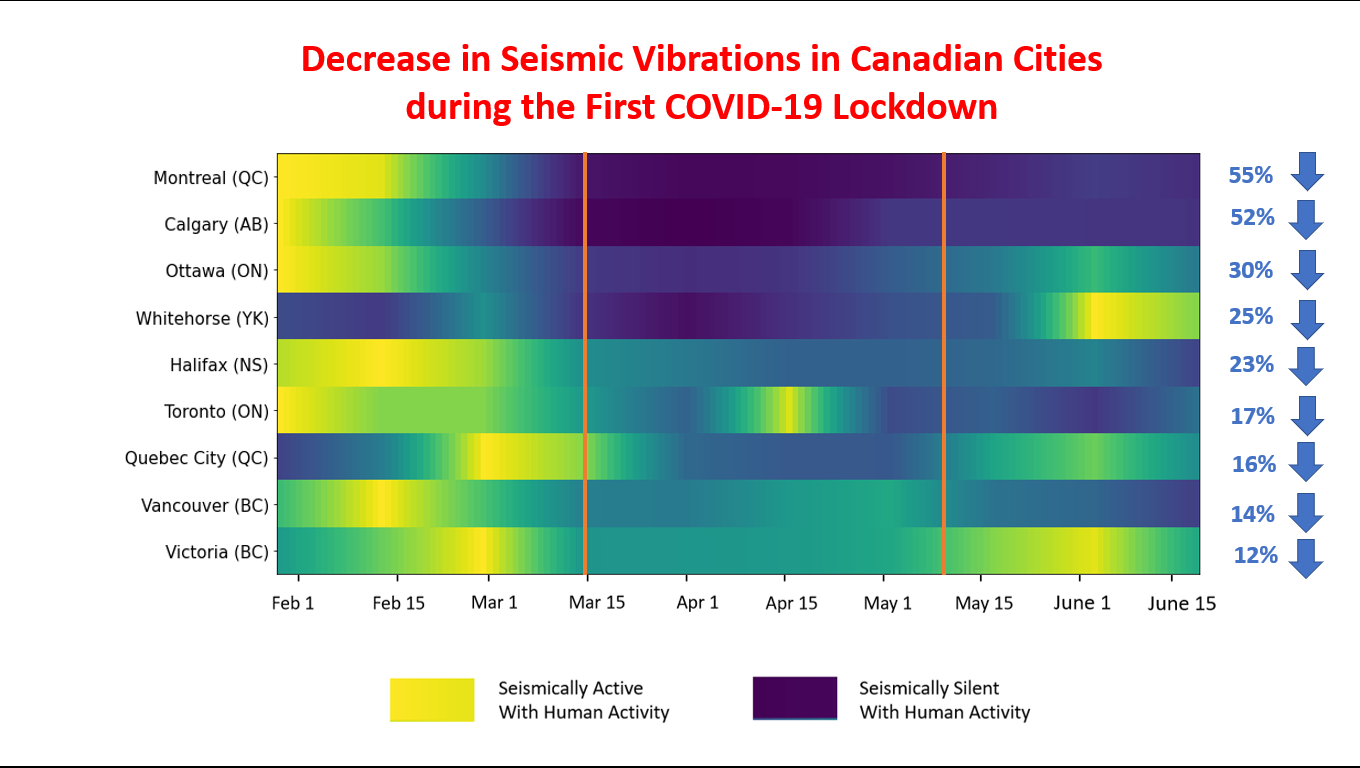 Decrease in Seismic Vibrations in Canadian Cities
during the First COVID-19 Lockdown
Montreal (QC) 55%
Calgary (AB) 52%
Ottawa (ON) 30%
Whitehorse (YK) 25%
Halifax (NS) 23%
Toronto (ON) 17%
Quebec City (QC) 16%
Vancouver (BC) 14%
Victoria (BC) 12%
Feb 1 Feb 15 Mar 1 Mar 15 Apr 1 Apr 15 May 1 May 15 June 1 June 15
Seismically Active
With Human Activity
Seismically Silent
With Human Activity